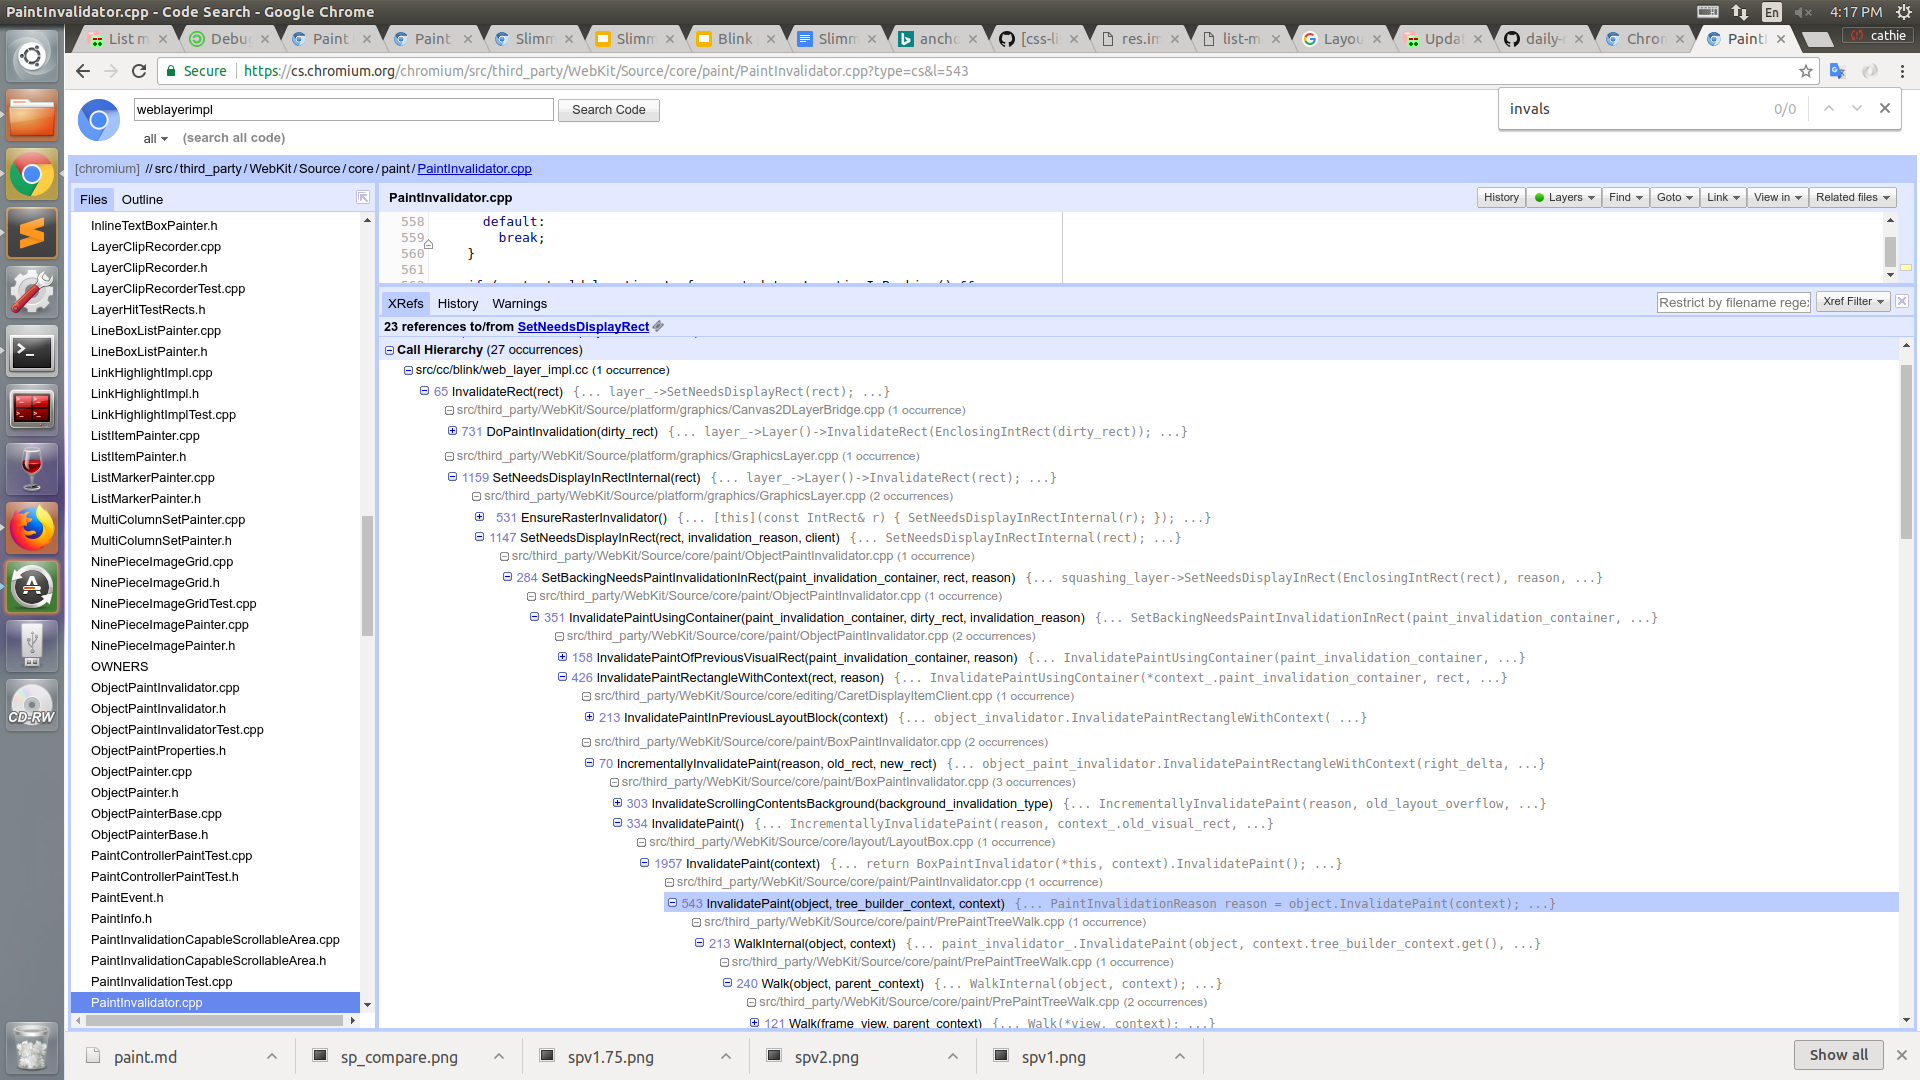 PaintInvalidator.cpp - Code Search - Google Chrome
En
4:17 PM
List m
Debu
Paint
Paint
Slimm
Slimm
Blink
Slimm
ancho
[css-li
res.im
list-m
Layou
Upda
daily-
Chron
Paint
cathie
Secure
https://cs.chromium.org/chromium/src/third_party/WebKit/Source/core/paint/PaintInvalidator.cpp?type=cs&l=543
weblayerimpl
Search Code
invals
0/0
all
(search all code)
[chromium] // src / third_party / WebKit / Source / core / paint / PaintInvalidator.cpp
Files
Outline
InlineTextBoxPainter.h
LayerClipRecorder.cpp
LayerClipRecorder.h
LayerClipRecorderTest.cpp
LayerHitTestRects.h
LineBoxListPainter.cpp
LineBoxListPainter.h
LinkHighlightImpl.cpp
LinkHighlightImpl.h
LinkHighlightImplTest.cpp
ListItemPainter.cpp
ListItemPainter.h
ListMarkerPainter.cpp
ListMarkerPainter.h
MultiColumnSetPainter.cpp
MultiColumnSetPainter.h
NinePieceImageGrid.cpp
NinePieceImageGrid.h
NinePieceImageGridTest.cpp
NinePieceImagePainter.cpp
NinePieceImagePainter.h
OWNERS
ObjectPaintInvalidator.cpp
ObjectPaintInvalidator.h
ObjectPaintInvalidatorTest.cpp
ObjectPaintProperties.h
ObjectPainter.cpp
ObjectPainter.h
ObjectPainterBase.cpp
ObjectPainterBase.h
PaintControllerPaintTest.cpp
PaintControllerPaintTest.h
PaintEvent.h
PaintInfo.h
PaintInvalidationCapableScrollableArea.cpp
PaintInvalidationCapableScrollableArea.h
PaintInvalidationTest.cpp
PaintInvalidator.cpp
PaintInvalidator.cpp
History
Layers
Find
Goto
Link
View in
Related files
558 default:
559 break;
560 }
561
XRefs
History
Warnings
Restrict by filename regex
Xref Filter
23 references to/from SetNeedsDisplayRect
Call Hierarchy (27 occurrences)
src/cc/blink/web_layer_impl.cc (1 occurrence)
65 InvalidateRect(rect) {... layer_->SetNeedsDisplayRect(rect); ...}
src/third_party/WebKit/Source/platform/graphics/Canvas2DLayerBridge.cpp (1 occurrence)
731 DoPaintInvalidation(dirty_rect) {... layer_->Layer()->InvalidateRect(EnclosingIntRect(dirty_rect)); ...}
src/third_party/WebKit/Source/platform/graphics/GraphicsLayer.cpp (1 occurrence)
1159 SetNeedsDisplayInRectInternal(rect) {... layer_->Layer()->InvalidateRect(rect); ...}
src/third_party/WebKit/Source/platform/graphics/GraphicsLayer.cpp (2 occurrences)
531 EnsureRasterInvalidator() {... [this](const IntRect& r) { SetNeedsDisplayInRectInternal(r); }); ...}
1147 SetNeedsDisplayInRect(rect, invalidation_reason, client) {... SetNeedsDisplayInRectInternal(rect); ...}
src/third_party/WebKit/Source/core/paint/ObjectPaintInvalidator.cpp (1 occurrence)
284 SetBackingNeedsPaintInvalidationInRect(paint_invalidation_container, rect, reason) {... squashing_layer->SetNeedsDisplayInRect(EnclosingIntRect(rect), reason, ...}
src/third_party/WebKit/Source/core/paint/ObjectPaintInvalidator.cpp (1 occurrence)
351 InvalidatePaintUsingContainer(paint_invalidation_container, dirty_rect, invalidation_reason) {... SetBackingNeedsPaintInvalidationInRect(paint_invalidation_container, ...}
src/third_party/WebKit/Source/core/paint/ObjectPaintInvalidator.cpp (2 occurrences)
158 InvalidatePaintOfPreviousVisualRect(paint_invalidation_container, reason) {... InvalidatePaintUsingContainer(paint_invalidation_container, ...}
426 InvalidatePaintRectangleWithContext(rect, reason) {... InvalidatePaintUsingContainer(*context_.paint_invalidation_container, rect, ...}
src/third_party/WebKit/Source/core/editing/CaretDisplayItemClient.cpp (1 occurrence)
213 InvalidatePaintInPreviousLayoutBlock(context) {... object_invalidator.InvalidatePaintRectangleWithContext( ...}
src/third_party/WebKit/Source/core/paint/BoxPaintInvalidator.cpp (2 occurrences)
70 IncrementallyInvalidatePaint(reason, old_rect, new_rect) {... object_paint_invalidator.InvalidatePaintRectangleWithContext(right_delta, ...}
src/third_party/WebKit/Source/core/paint/BoxPaintInvalidator.cpp (3 occurrences)
303 InvalidateScrollingContentsBackground(background_invalidation_type) {... IncrementallyInvalidatePaint(reason, old_layout_overflow, ...}
334 InvalidatePaint() {... IncrementallyInvalidatePaint(reason, context_.old_visual_rect, ...}
src/third_party/WebKit/Source/core/layout/LayoutBox.cpp (1 occurrence)
1957 InvalidatePaint(context) {... return BoxPaintInvalidator(*this, context).InvalidatePaint(); ...}
src/third_party/WebKit/Source/core/paint/PaintInvalidator.cpp (1 occurrence)
543 InvalidatePaint(object, tree_builder_context, context) {... PaintInvalidationReason reason = object.InvalidatePaint(context); ...}
src/third_party/WebKit/Source/core/paint/PrePaintTreeWalk.cpp (1 occurrence)
213 WalkInternal(object, context) {... paint_invalidator_.InvalidatePaint(object, context.tree_builder_context.get(), ...}
src/third_party/WebKit/Source/core/paint/PrePaintTreeWalk.cpp (1 occurrence)
240 Walk(object, parent_context) {... WalkInternal(object, context); ...}
src/third_party/WebKit/Source/core/paint/PrePaintTreeWalk.cpp (2 occurrences)
121 Walk(frame_view, parent_context) {... Walk(*view, context); ...}
CD-RW
paint.md
sp_compare.png
spv1.75.png
spv2.png
spv1.png
Show all